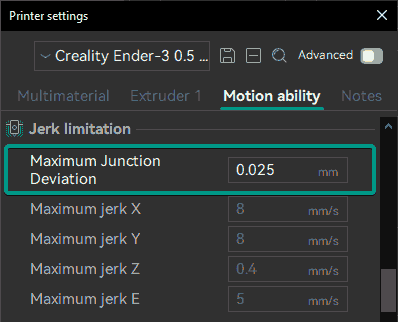 Printer settings
Creality Ender-3 0.5 ...
Advanced
Multimaterial Extruder 1 Motion ability Notes
Jerk limitation
Maximum Junction
Deviation
0.025 mm
Maximum jerk X 8 mm/s
Maximum jerk Y 8 mm/s
Maximum jerk Z 0.4 mm/s
Maximum jerk E 5 mm/s